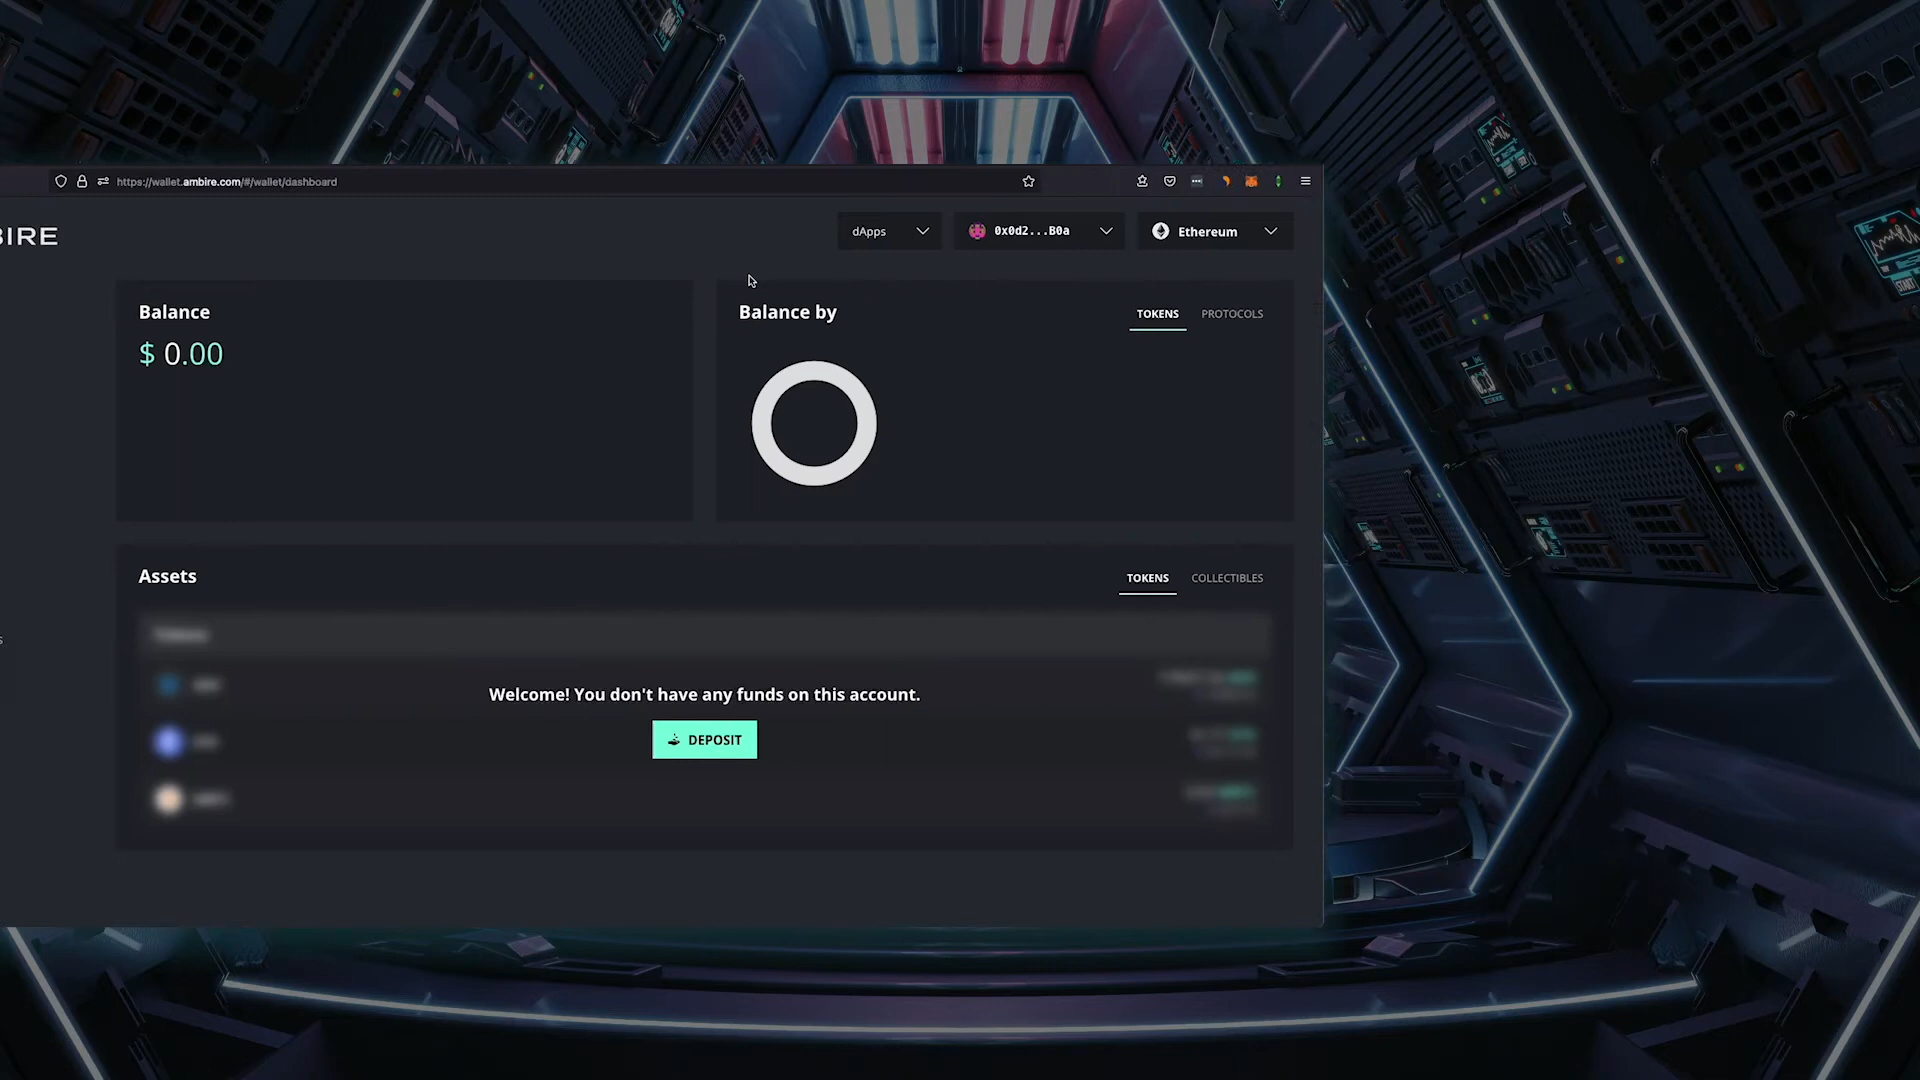 https://wallet.ambire.com/#/wallet/dashboard
BIRE
dApps
0x0d2...B0a
Ethereum
Balance
$ 0.00
Balance by
TOKENS
PROTOCOLS
Assets
TOKENS
COLLECTIBLES
Welcome! You don't have any funds on this account.
DEPOSIT